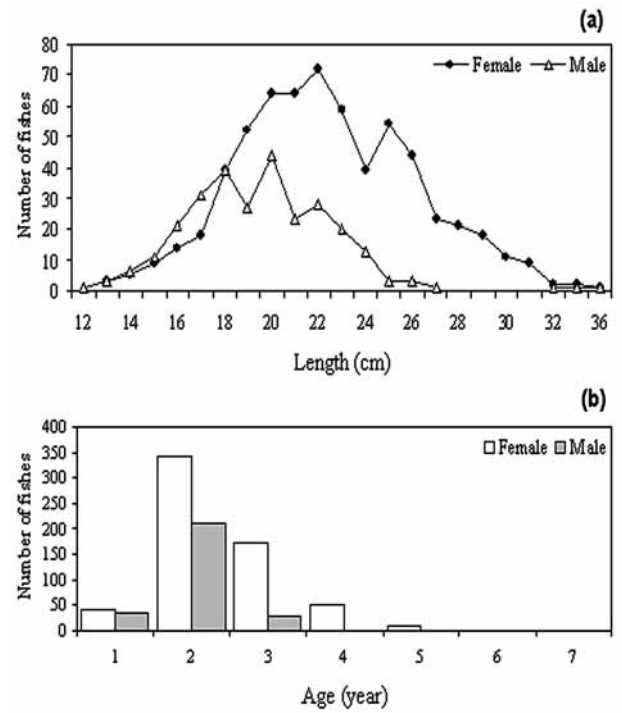 (a)
80
70
60
50
40
30
20
10
0
Number of fishes
Female Male
12 14 16 18 20 22 24 26 28 30 32 36
Length (cm)
(b)
400
350
300
250
200
150
100
50
0
Number of fishes
Female Male
1 2 3 4 5 6 7
Age (year)